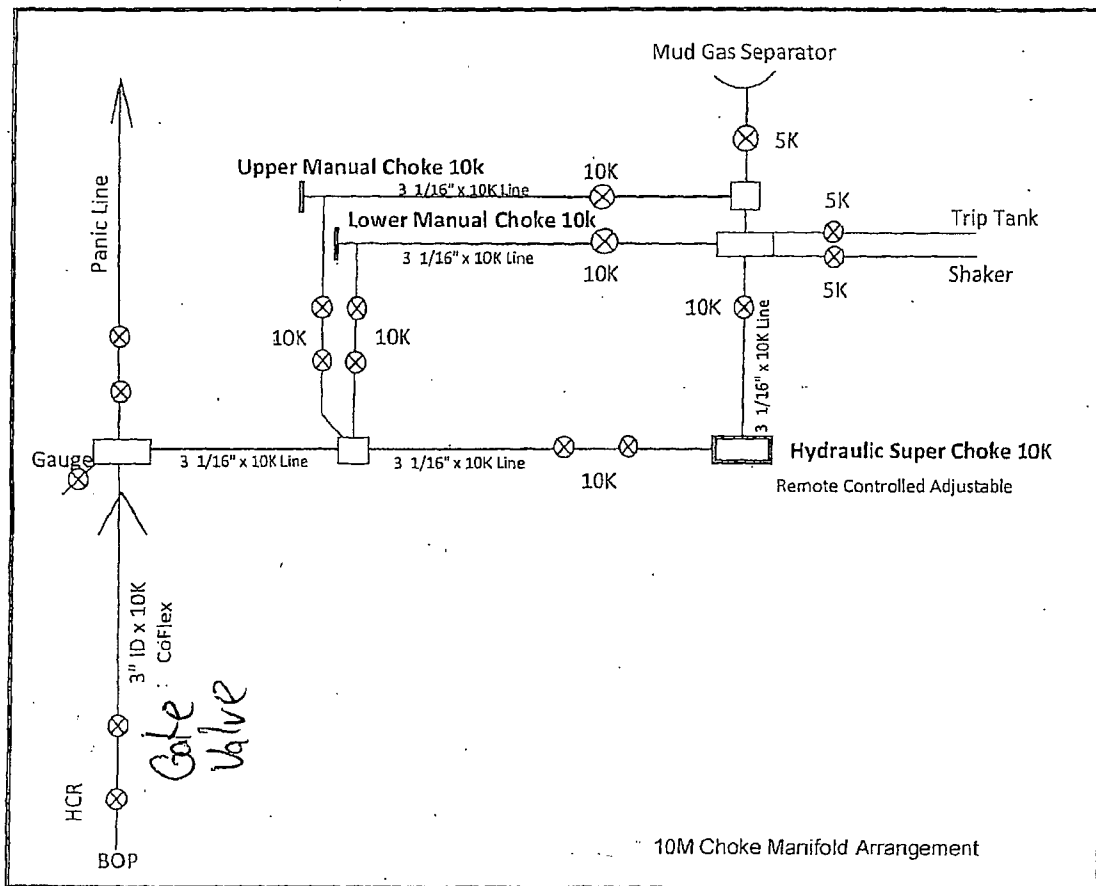 Mud Gas Separator
5K
Panic Line
Upper Manual Choke 10k
10K
3 1/16" x 10K Line
5K
Trip Tank
Lower Manual Choke 10k
3 1/16" x 10K Line
10K
Shaker
5K
10K
10K
10K
3 1/16" x 10K Line
Gauge
3 1/16" x 10K Line
3 1/16" x 10K Line
10K
Hydraulic Super Choke 10K
Remote Controlled Adjustable
3" ID x 10K
CoFlex
Gate
Valve
HCR
BOP
10M Choke Manifold Arrangement